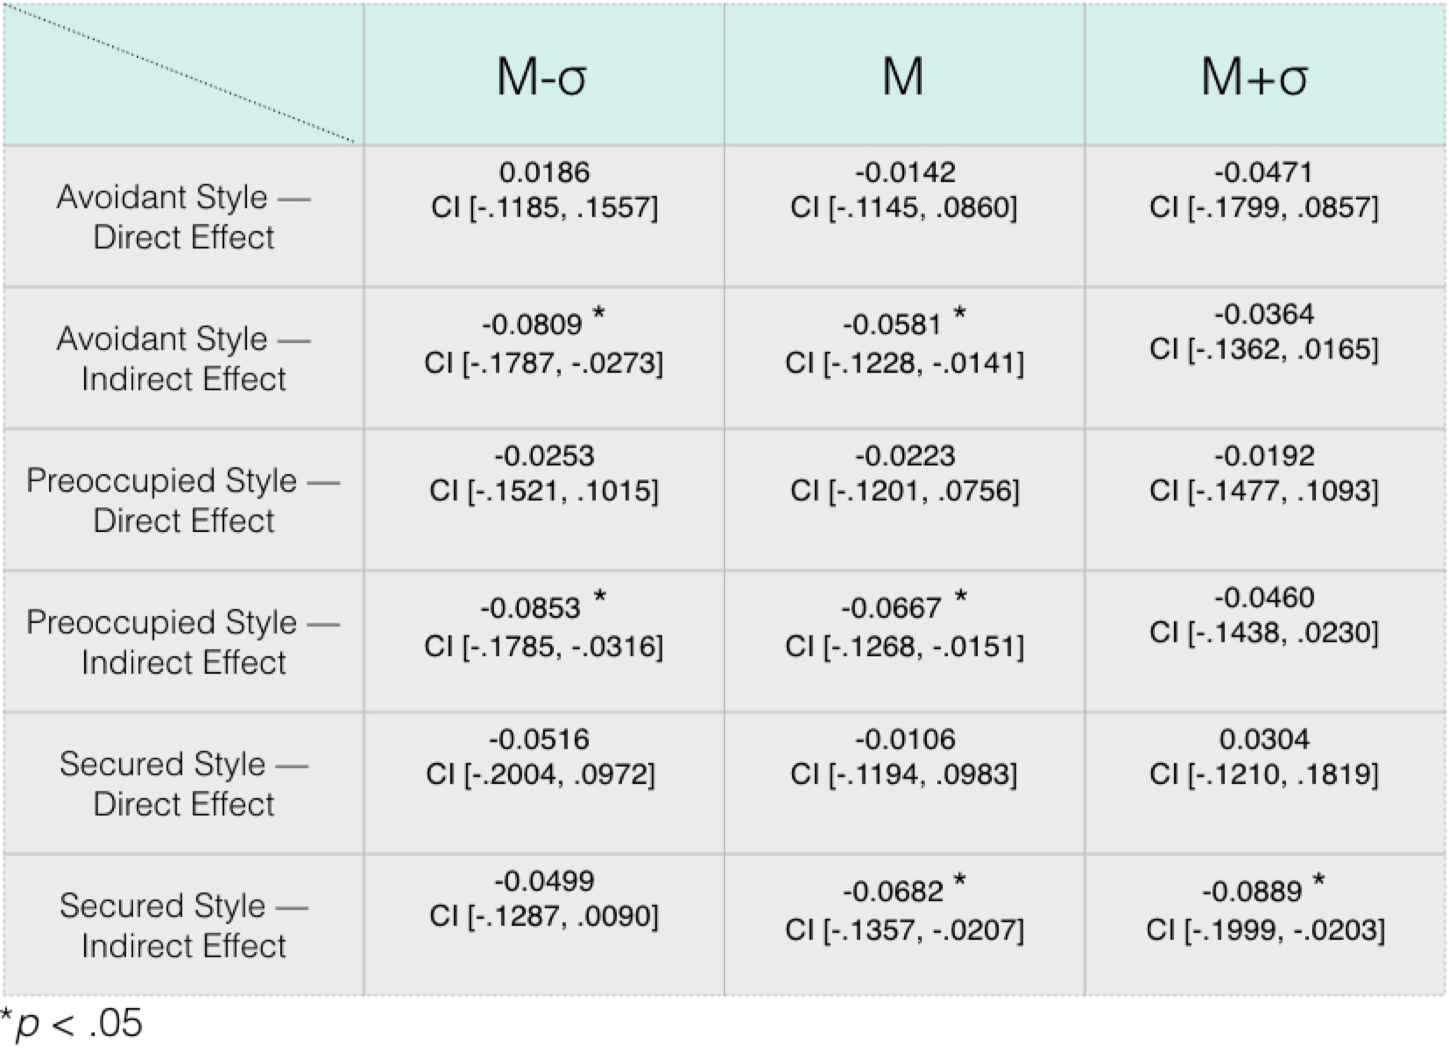 M-σ M M+σ
Avoidant Style —
Direct Effect
0.0186
CI [-.1185, .1557]
-0.0142
CI [-.1145, .0860]
-0.0471
CI [-.1799, .0857]
Avoidant Style —
Indirect Effect
-0.0809 *
CI [-.1787, -.0273]
-0.0581 *
CI [-.1228, -.0141]
-0.0364
CI [-.1362, .0165]
Preoccupied Style —
Direct Effect
-0.0253
CI [-.1521, .1015]
-0.0223
CI [-.1201, .0756]
-0.0192
CI [-.1477, .1093]
Preoccupied Style —
Indirect Effect
-0.0853 *
CI [-.1785, -.0316]
-0.0667 *
CI [-.1268, -.0151]
-0.0460
CI [-.1438, .0230]
Secured Style —
Direct Effect
-0.0516
CI [-.2004, .0972]
-0.0106
CI [-.1194, .0983]
0.0304
CI [-.1210, .1819]
Secured Style —
Indirect Effect
-0.0499
CI [-.1287, .0090]
-0.0682 *
CI [-.1357, -.0207]
-0.0889 *
CI [-.1999, -.0203]
*p < .05